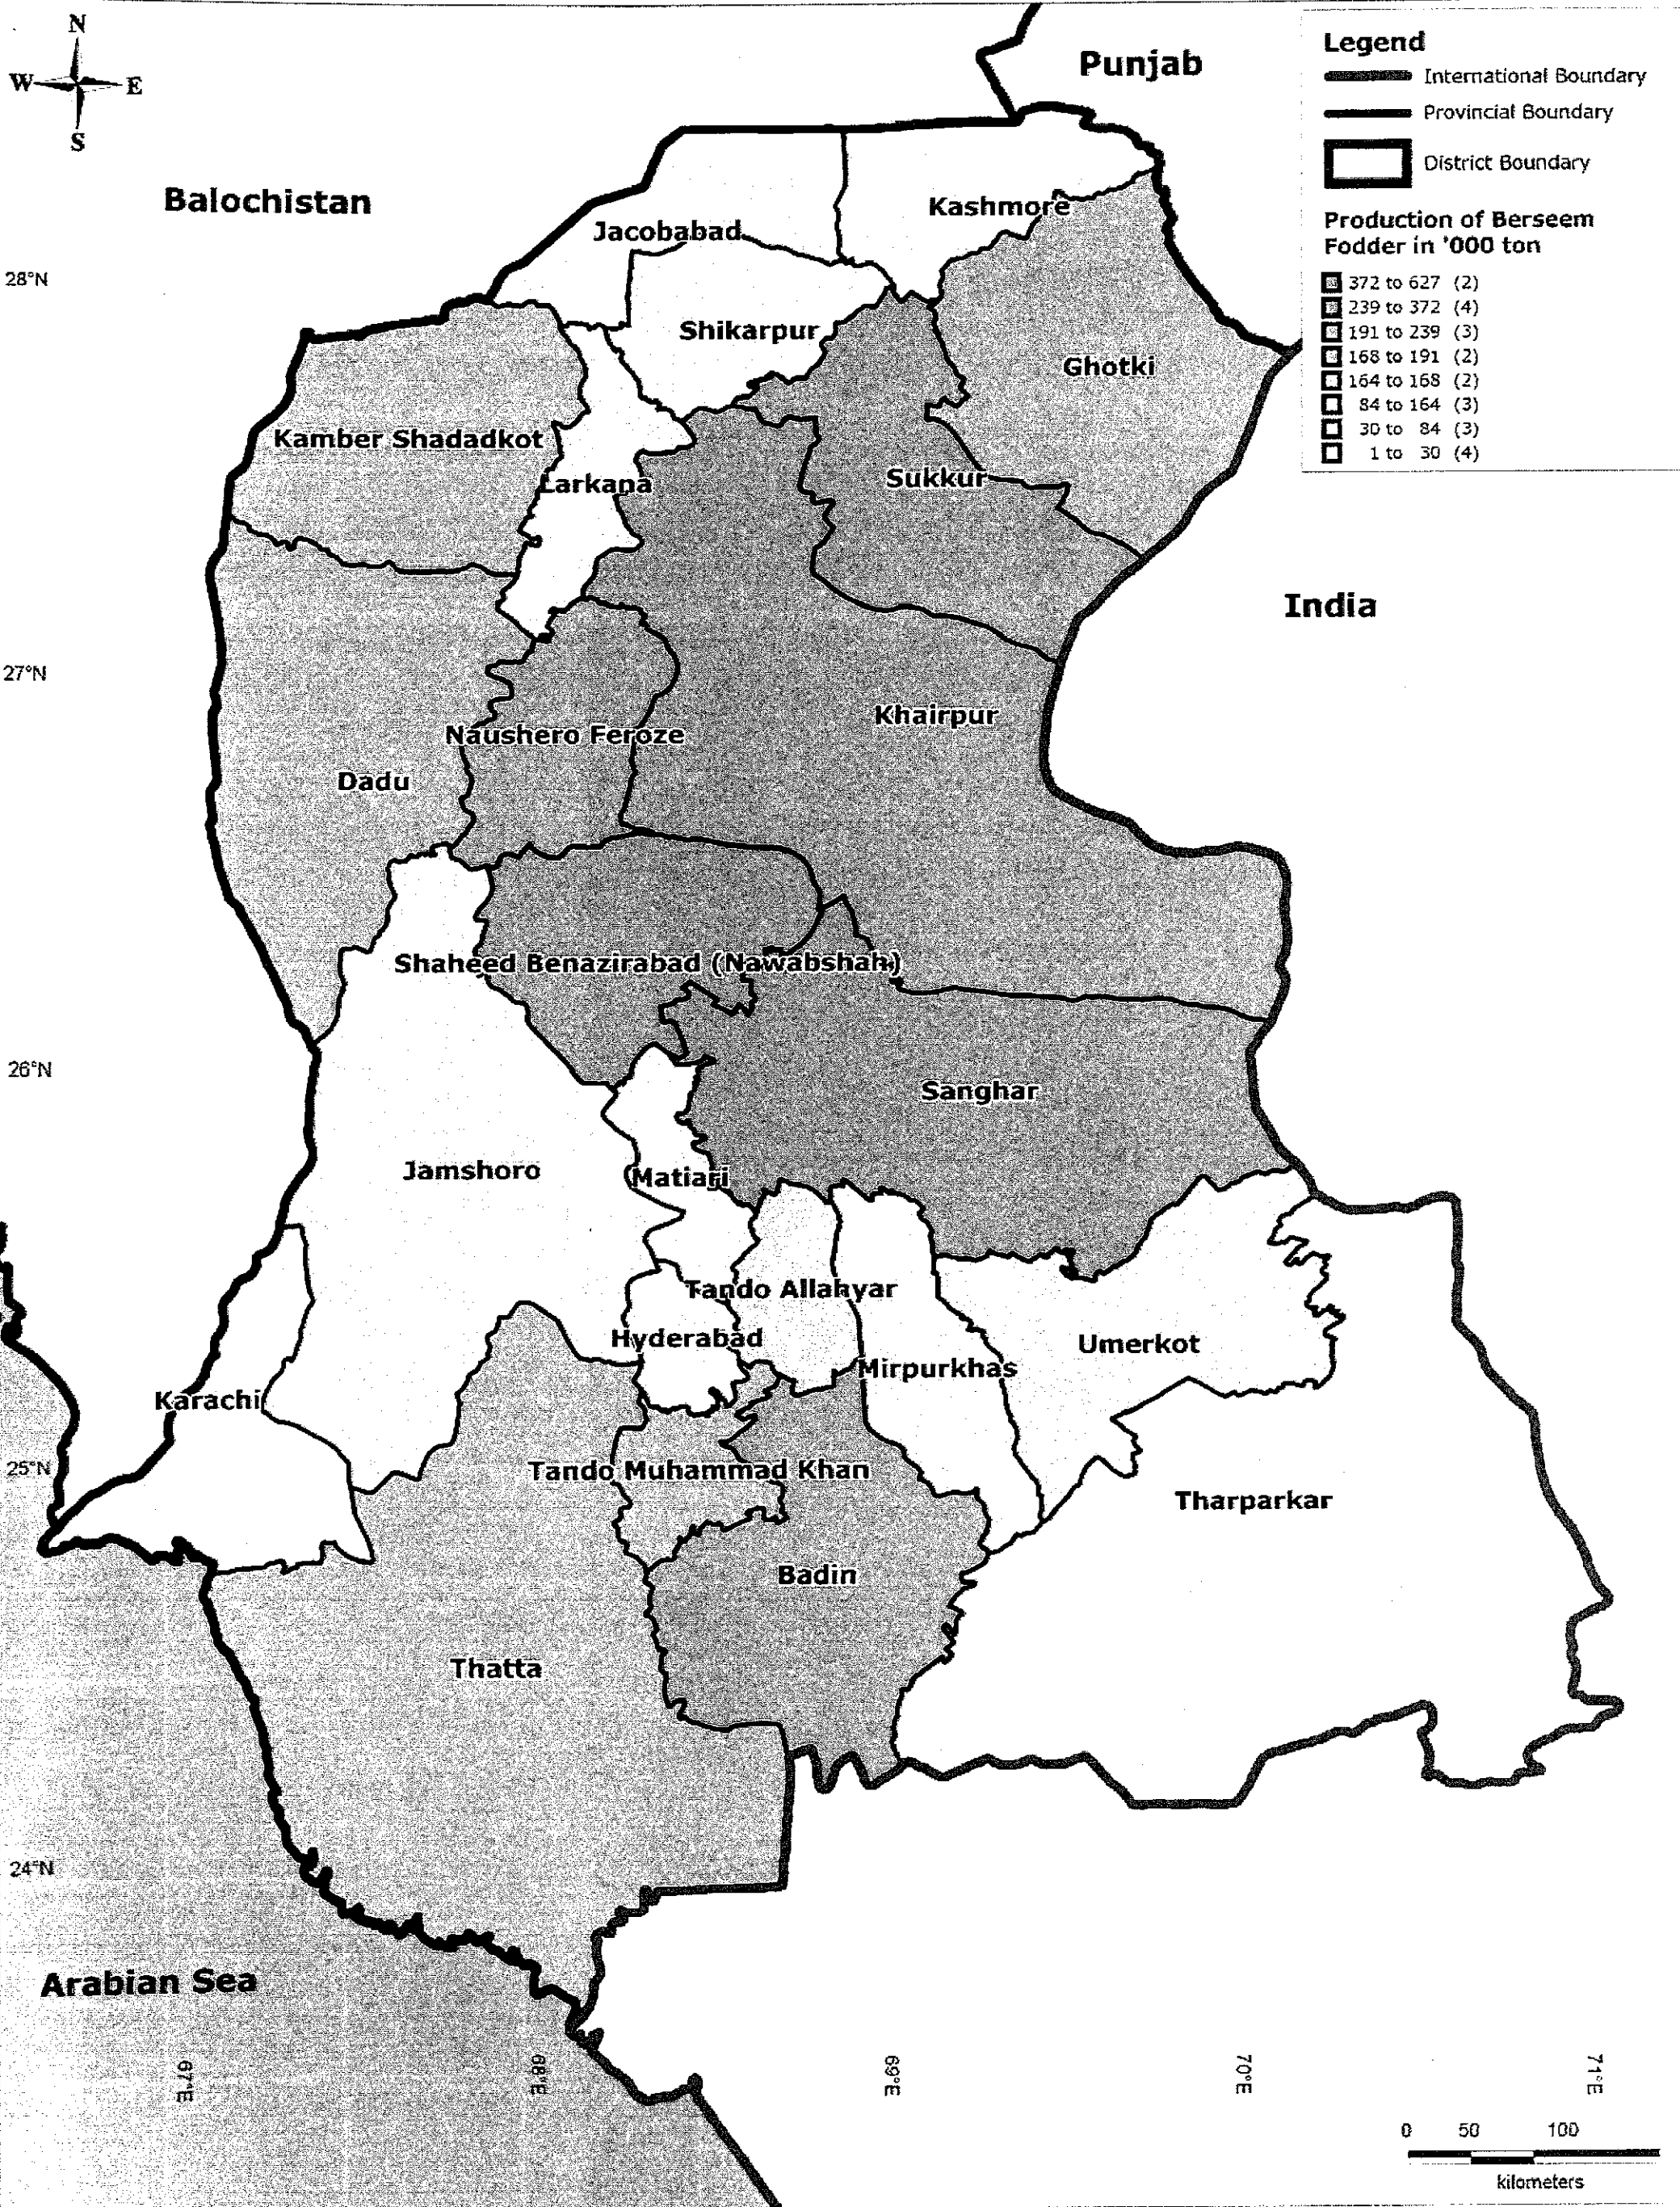 N
W E
S
Punjab
Balochistan
Legend
International Boundary
Provincial Boundary
District Boundary
Production of Berseem
Fodder in '000 ton
372 to 627 (2)
239 to 372 (4)
191 to 239 (3)
168 to 191 (2)
164 to 168 (2)
84 to 164 (3)
30 to 84 (3)
1 to 30 (4)
Kashmore
Jacobabad
28°N
Shikarpur
Ghotki
Kamber Shadadkot
Larkana
Sukkur
India
27°N
Khairpur
Naushero Feroze
Dadu
Shaheed Benazirabad (Nawabshah)
26°N
Sanghar
Jamshoro
Matiari
Tando Allahyar
Hyderabad
Umerkot
Mirpurkhas
Karachi
25°N
Tando Muhammad Khan
Tharparkar
Badin
Thatta
24°N
Arabian Sea
67°E
68°E
69°E
70°E
71°E
0 50 100
kilometers